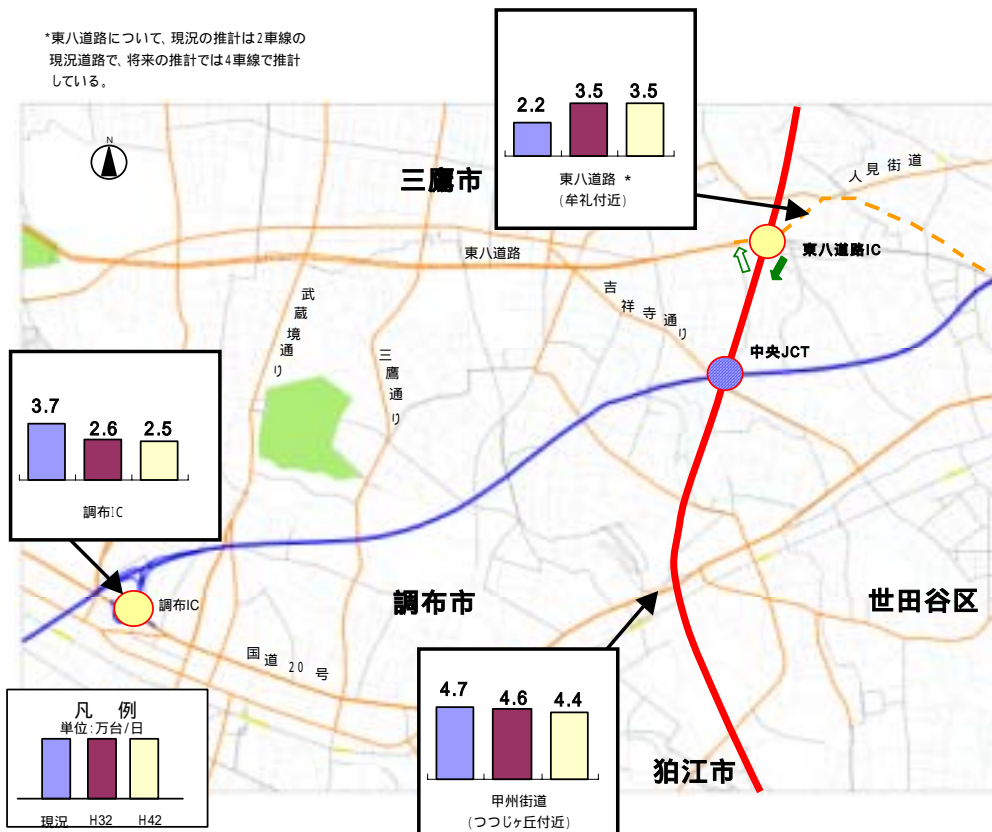 *東八道路について、現況の推計は2車線の
現況道路で、将来の推計では4車線で推計
している。
N
2.2
3.5
3.5
東八道路 *
(牟礼付近)
三鷹市
人見街道
東八道路
東八道路IC
武蔵境通り
三鷹通り
吉祥寺通り
中央JCT
3.7
2.6
2.5
調布IC
調布IC
調布市
世田谷区
国道20号
4.7
4.6
4.4
甲州街道
(つつじヶ丘付近)
狛江市
凡 例
単位:万台/日
現況 H32 H42